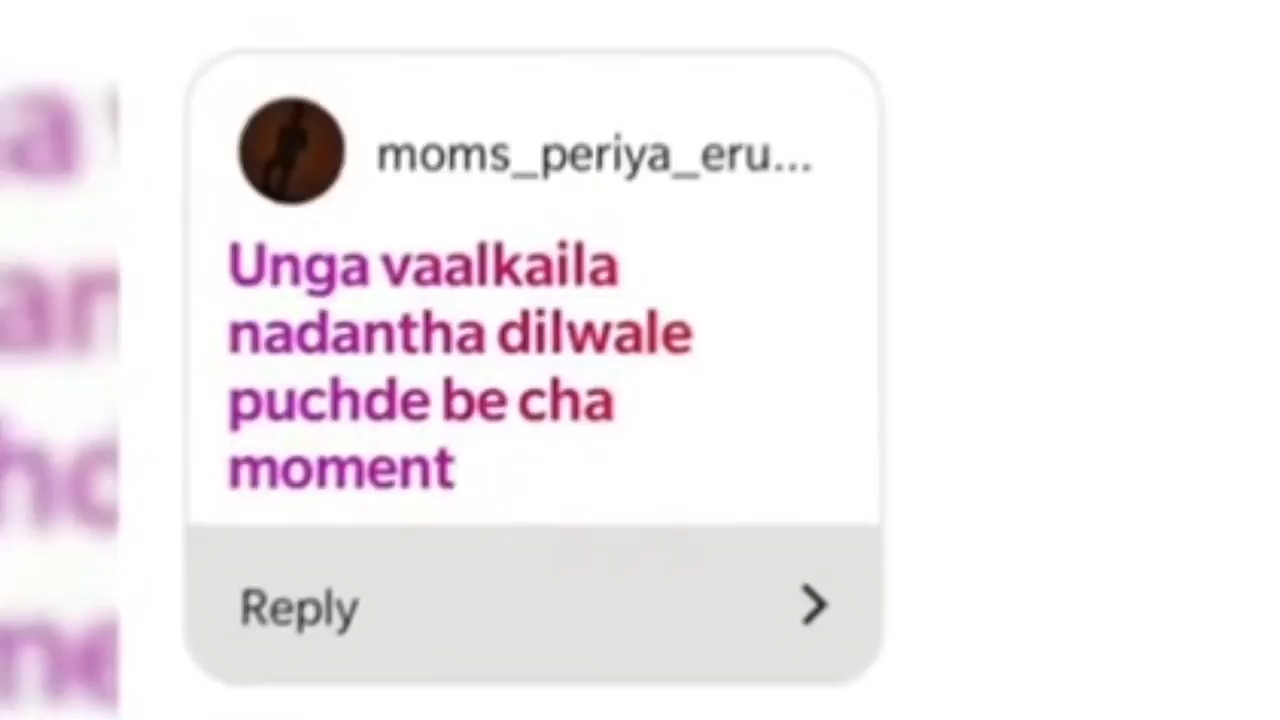 moms_periya_eru...
Unga vaalkaila
nadantha dilwale
puchde be cha
moment
Reply